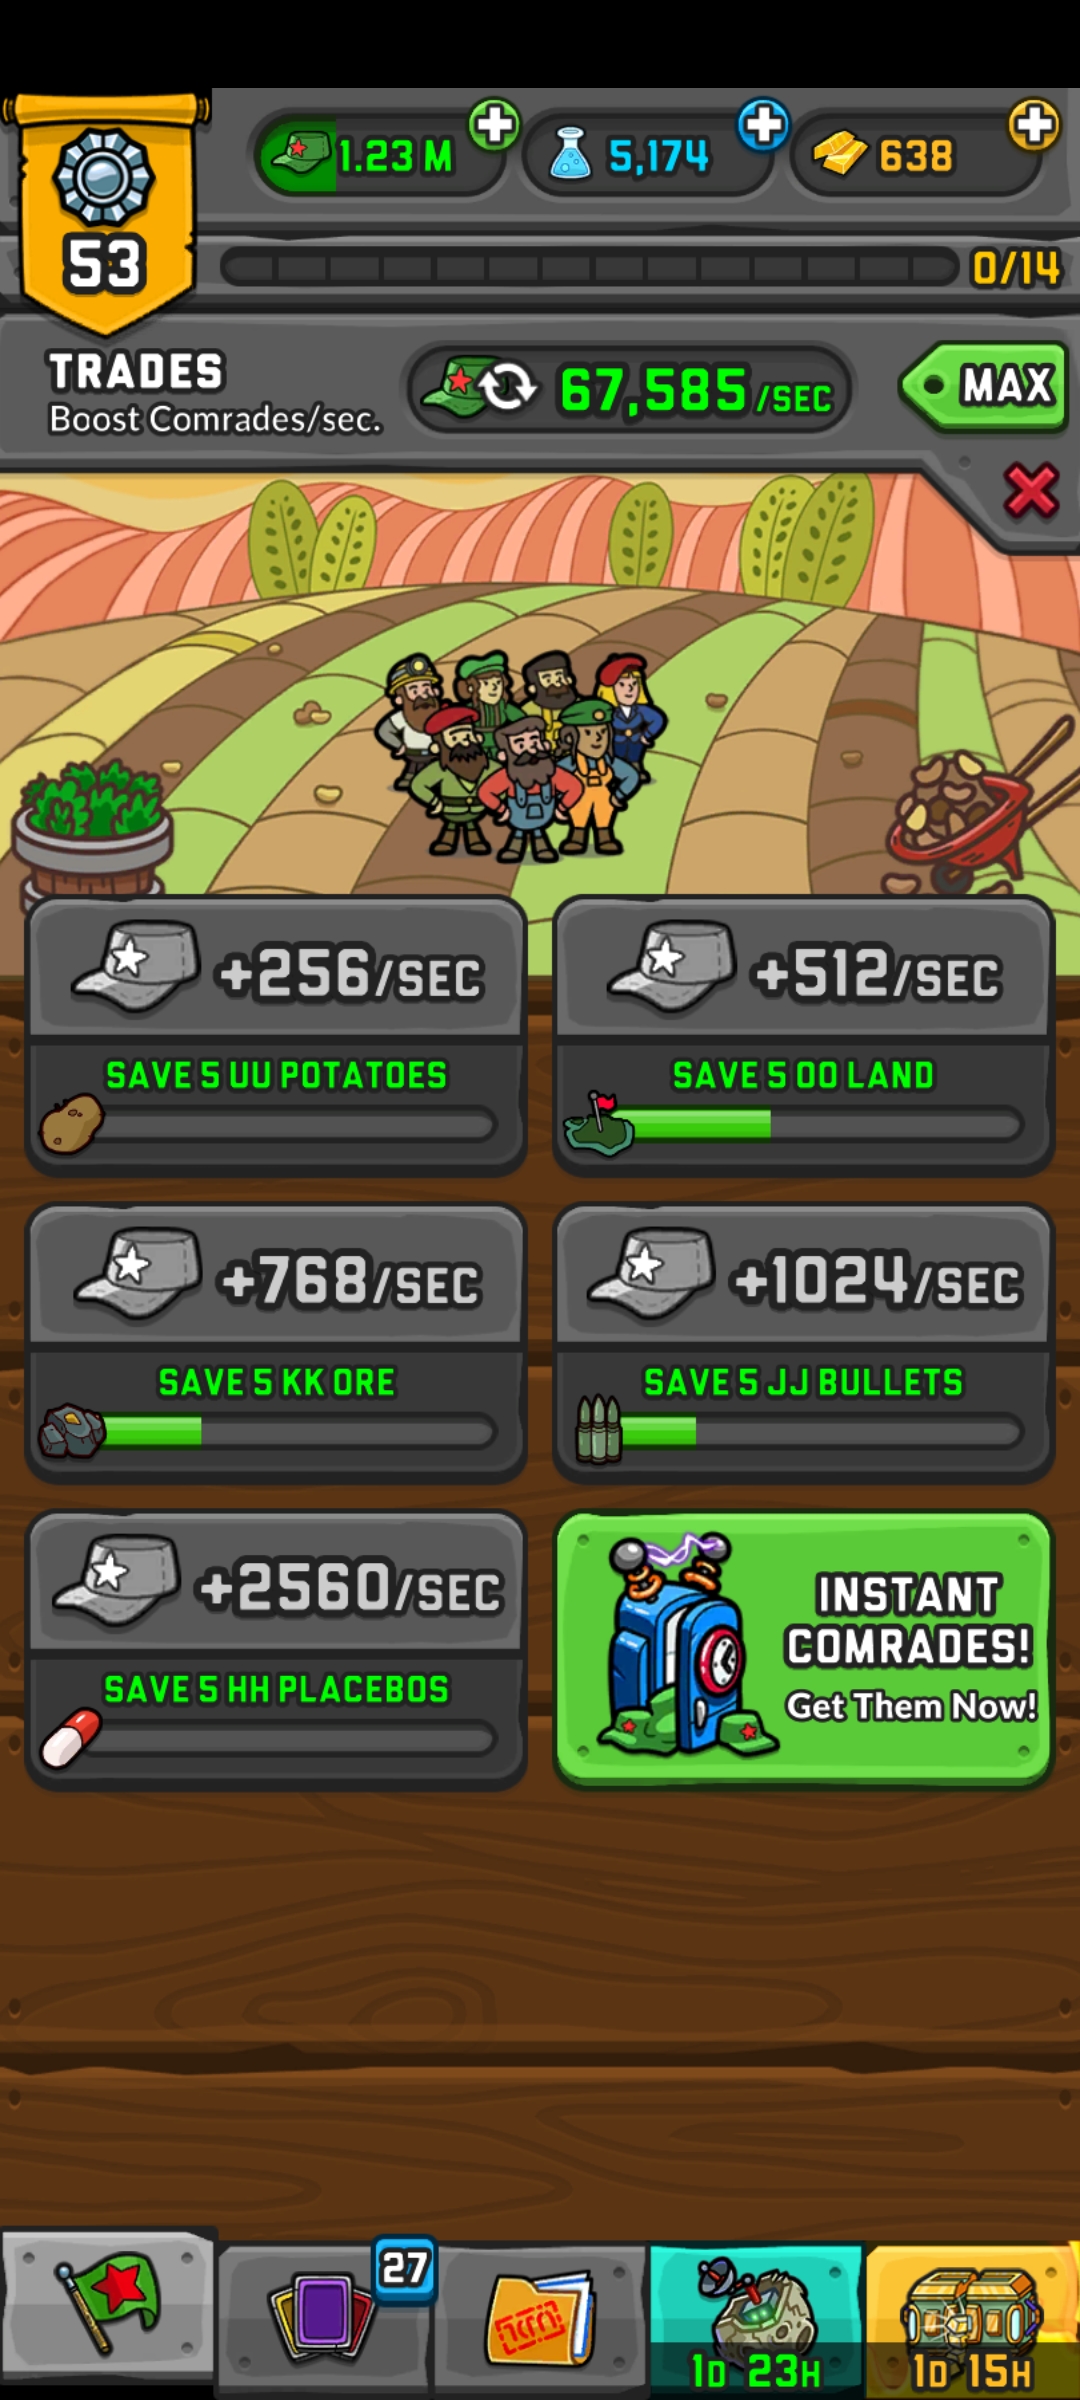 1.23 M
5,174
638
53
0/14
TRADES
Boost Comrades/sec.
67,585/SEC
MAX
+256/SEC
SAVE 5 UU POTATOES
+512/SEC
SAVE 5 OO LAND
+768/SEC
SAVE 5 KK ORE
+1024/SEC
SAVE 5 JJ BULLETS
+2560/SEC
SAVE 5 HH PLACEBOS
INSTANT
COMRADES!
Get Them Now!
27
1D 23H
1D 15H